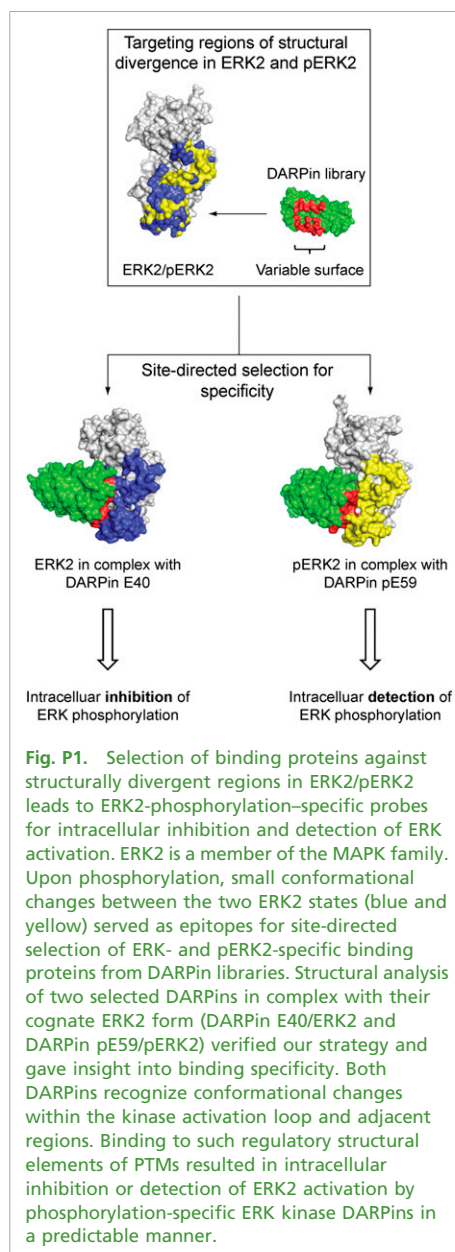 Targeting regions of structural
divergence in ERK2 and pERK2
DARPin library
ERK2/pERK2
Variable surface
Site-directed selection for
specificity
ERK2 in complex with
DARPin E40
pERK2 in complex with
DARPin pE59
Intracelluar inhibition of
ERK phosphorylation
Intracelluar detection of
ERK phosphorylation
Fig. P1. Selection of binding proteins against
structurally divergent regions in ERK2/pERK2
leads to ERK2-phosphorylation–specific probes
for intracellular inhibition and detection of ERK
activation. ERK2 is a member of the MAPK family.
Upon phosphorylation, small conformational
changes between the two ERK2 states (blue and
yellow) served as epitopes for site-directed
selection of ERK- and pERK2-specific binding
proteins from DARPin libraries. Structural analysis
of two selected DARPins in complex with their
cognate ERK2 form (DARPin E40/ERK2 and
DARPin pE59/pERK2) verified our strategy and
gave insight into binding specificity. Both
DARPins recognize conformational changes
within the kinase activation loop and adjacent
regions. Binding to such regulatory structural
elements of PTMs resulted in intracellular
inhibition or detection of ERK2 activation by
phosphorylation-specific ERK kinase DARPins in
a predictable manner.